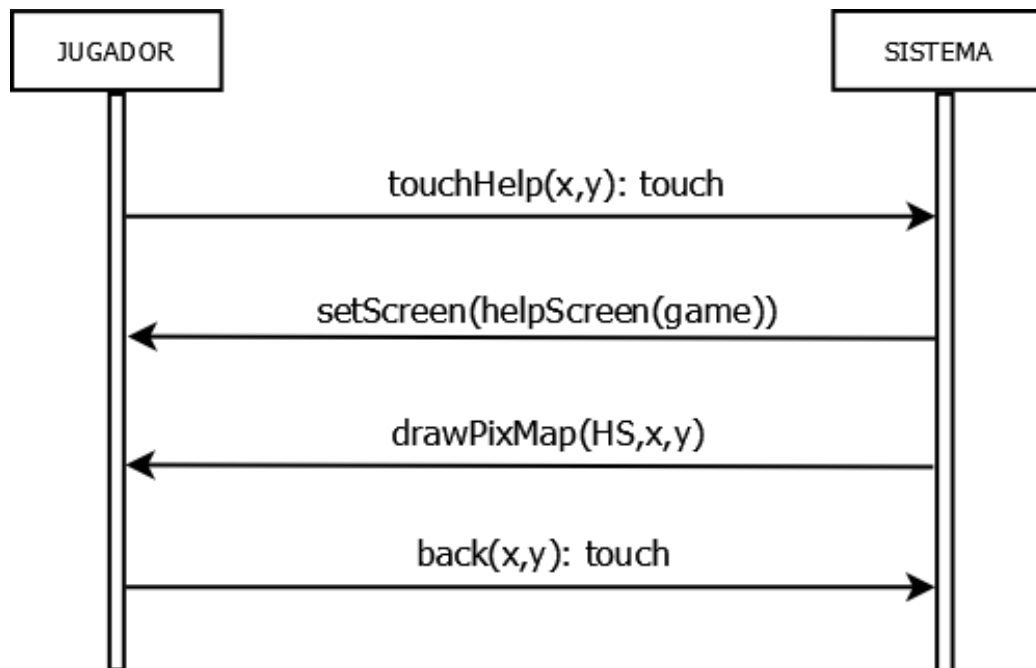 JUGADOR
SISTEMA
touchHelp(x,y): touch
setScreen(helpScreen(game))
drawPixMap(HS,x,y)
back(x,y): touch